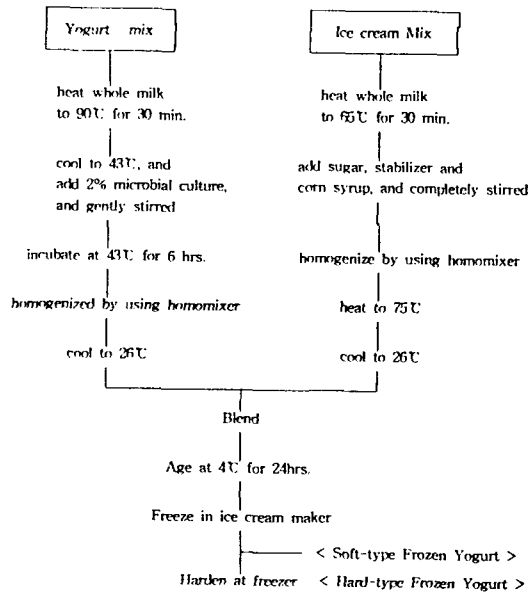 Yogurt mix
heat whole milk
to 90℃ for 30 min.
cool to 43℃, and
add 2% microbial culture,
and gently stirred
incubate at 43℃ for 6 hrs.
homogenized by using homomixer
cool to 26℃
Ice cream Mix
heat whole milk
to 65℃ for 30 min.
add sugar, stabilizer and
corn syrup, and completely stirred
homogenize by using homomixer
heat to 75℃
cool to 26℃
Blend
Age at 4℃ for 24hrs.
Freeze in ice cream maker
< Soft-type Frozen Yogurt >
Harden at freezer < Hard-type Frozen Yogurt >